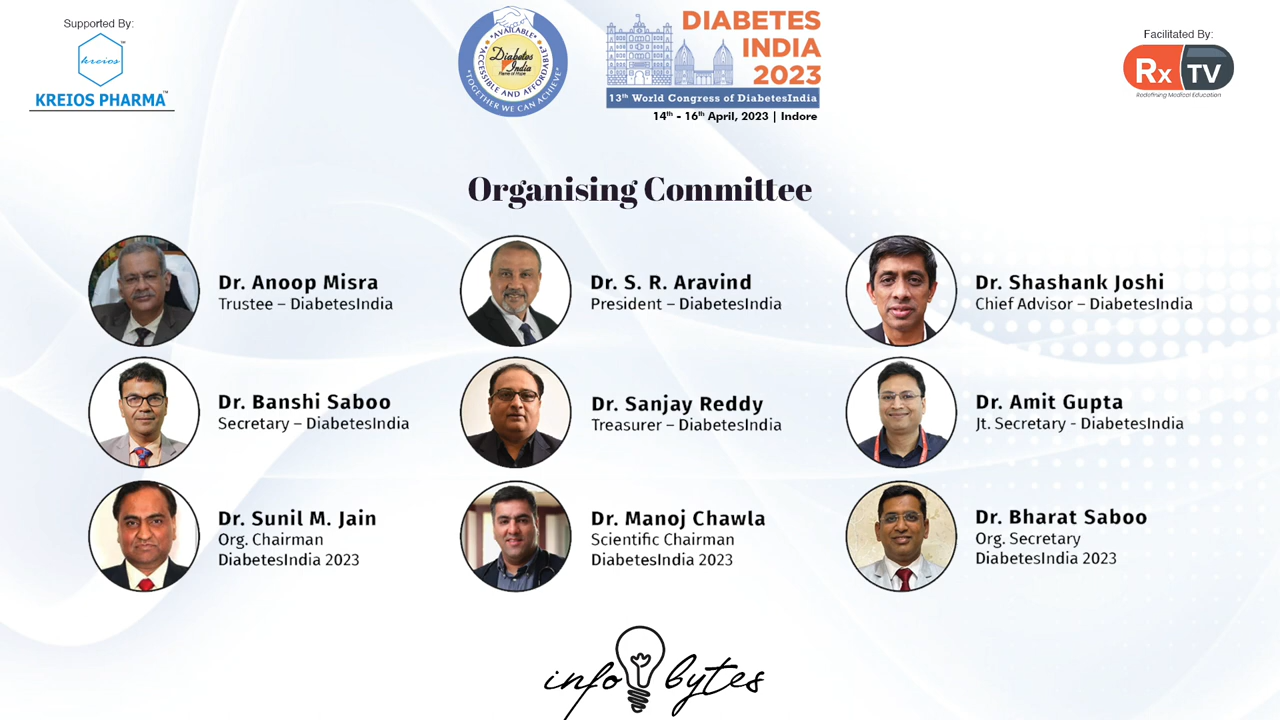 Supported By:
kreios
KREIOS PHARMA™
AVAILABLE
ACCESSIBLE AND AFFORDABLE
Diabetes
India
"TOGETHER WE CAN ACHIEVE"
DIABETES
INDIA
2023
13th World Congress of DiabetesIndia
14th - 16th April, 2023 | Indore
Facilitated By:
Rx TV
Redefining Medical Education
Organising Committee
Dr. Anoop Misra
Trustee – DiabetesIndia
Dr. S. R. Aravind
President – DiabetesIndia
Dr. Shashank Joshi
Chief Advisor – DiabetesIndia
Dr. Banshi Saboo
Secretary – DiabetesIndia
Dr. Sanjay Reddy
Treasurer – DiabetesIndia
Dr. Amit Gupta
Jt. Secretary - DiabetesIndia
Dr. Sunil M. Jain
Org. Chairman
DiabetesIndia 2023
Dr. Manoj Chawla
Scientific Chairman
DiabetesIndia 2023
Dr. Bharat Saboo
Org. Secretary
DiabetesIndia 2023
info bytes